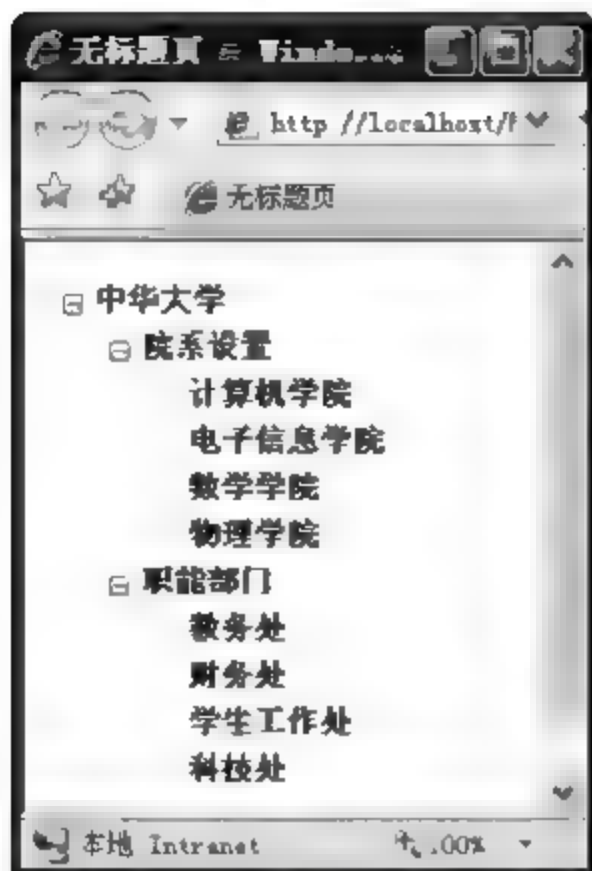 无标题页
http //localhost/
无标题页
中华大学
院系设置
计算机学院
电子信息学院
数学学院
物理学院
职能部门
教务处
财务处
学生工作处
科技处
本地 Intranet
.00%